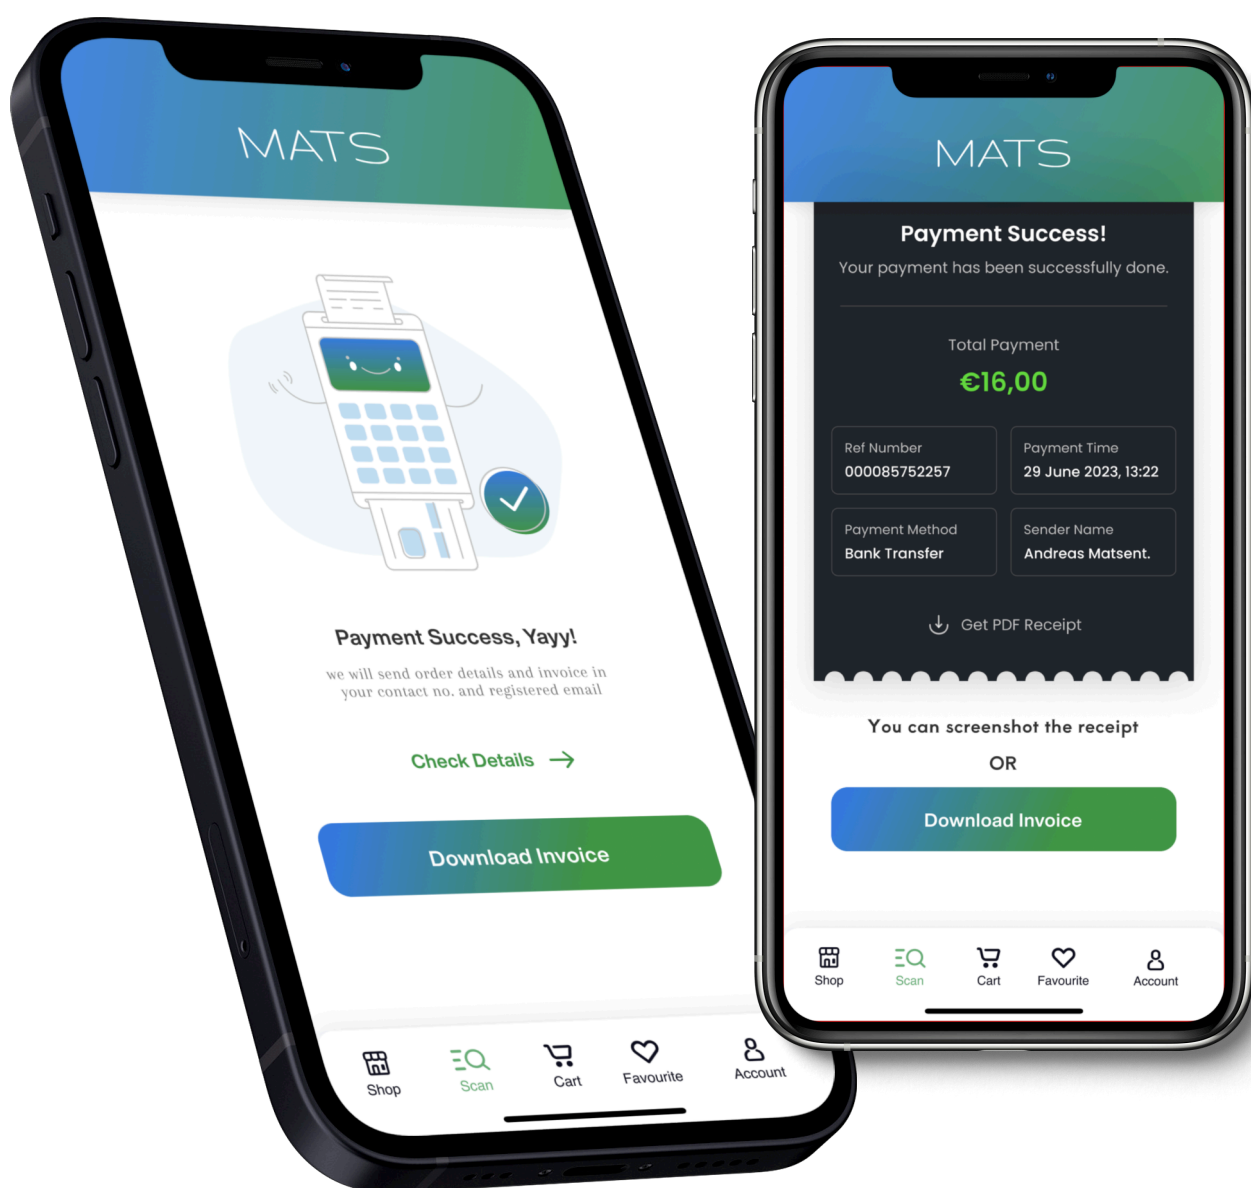 MATS
Payment Success, Yayy!
we will send order details and invoice in
your contact no. and registered email
Check Details
Download Invoice
Shop
Scan
Cart
Favourite
Account
MATS
Payment Success!
Your payment has been successfully done.
Total Payment
€16,00
Ref Number
000085752257
Payment Time
29 June 2023, 13:22
Payment Method
Bank Transfer
Sender Name
Andreas Matsent.
Get PDF Receipt
You can screenshot the receipt
OR
Download Invoice
Shop
Scan
Cart
Favourite
Account